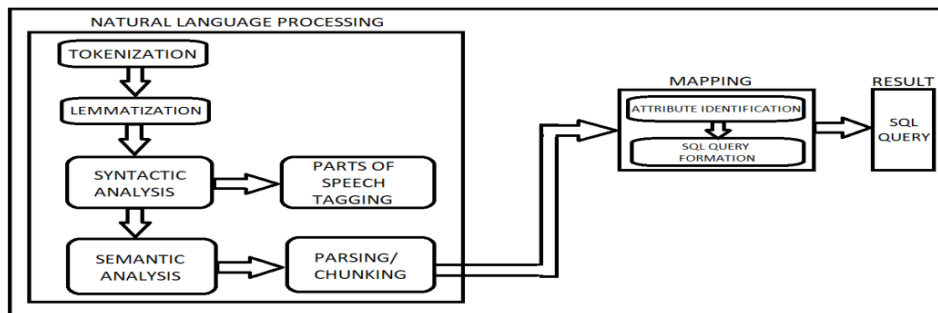 NATURAL LANGUAGE PROCESSING
TOKENIZATION
LEMMATIZATION
SYNTACTIC
ANALYSIS
PARTS OF
SPEECH
TAGGING
SEMANTIC
ANALYSIS
PARSING/
CHUNKING
MAPPING
ATTRIBUTE IDENTIFICATION
SQL QUERY
FORMATION
RESULT
SQL
QUERY